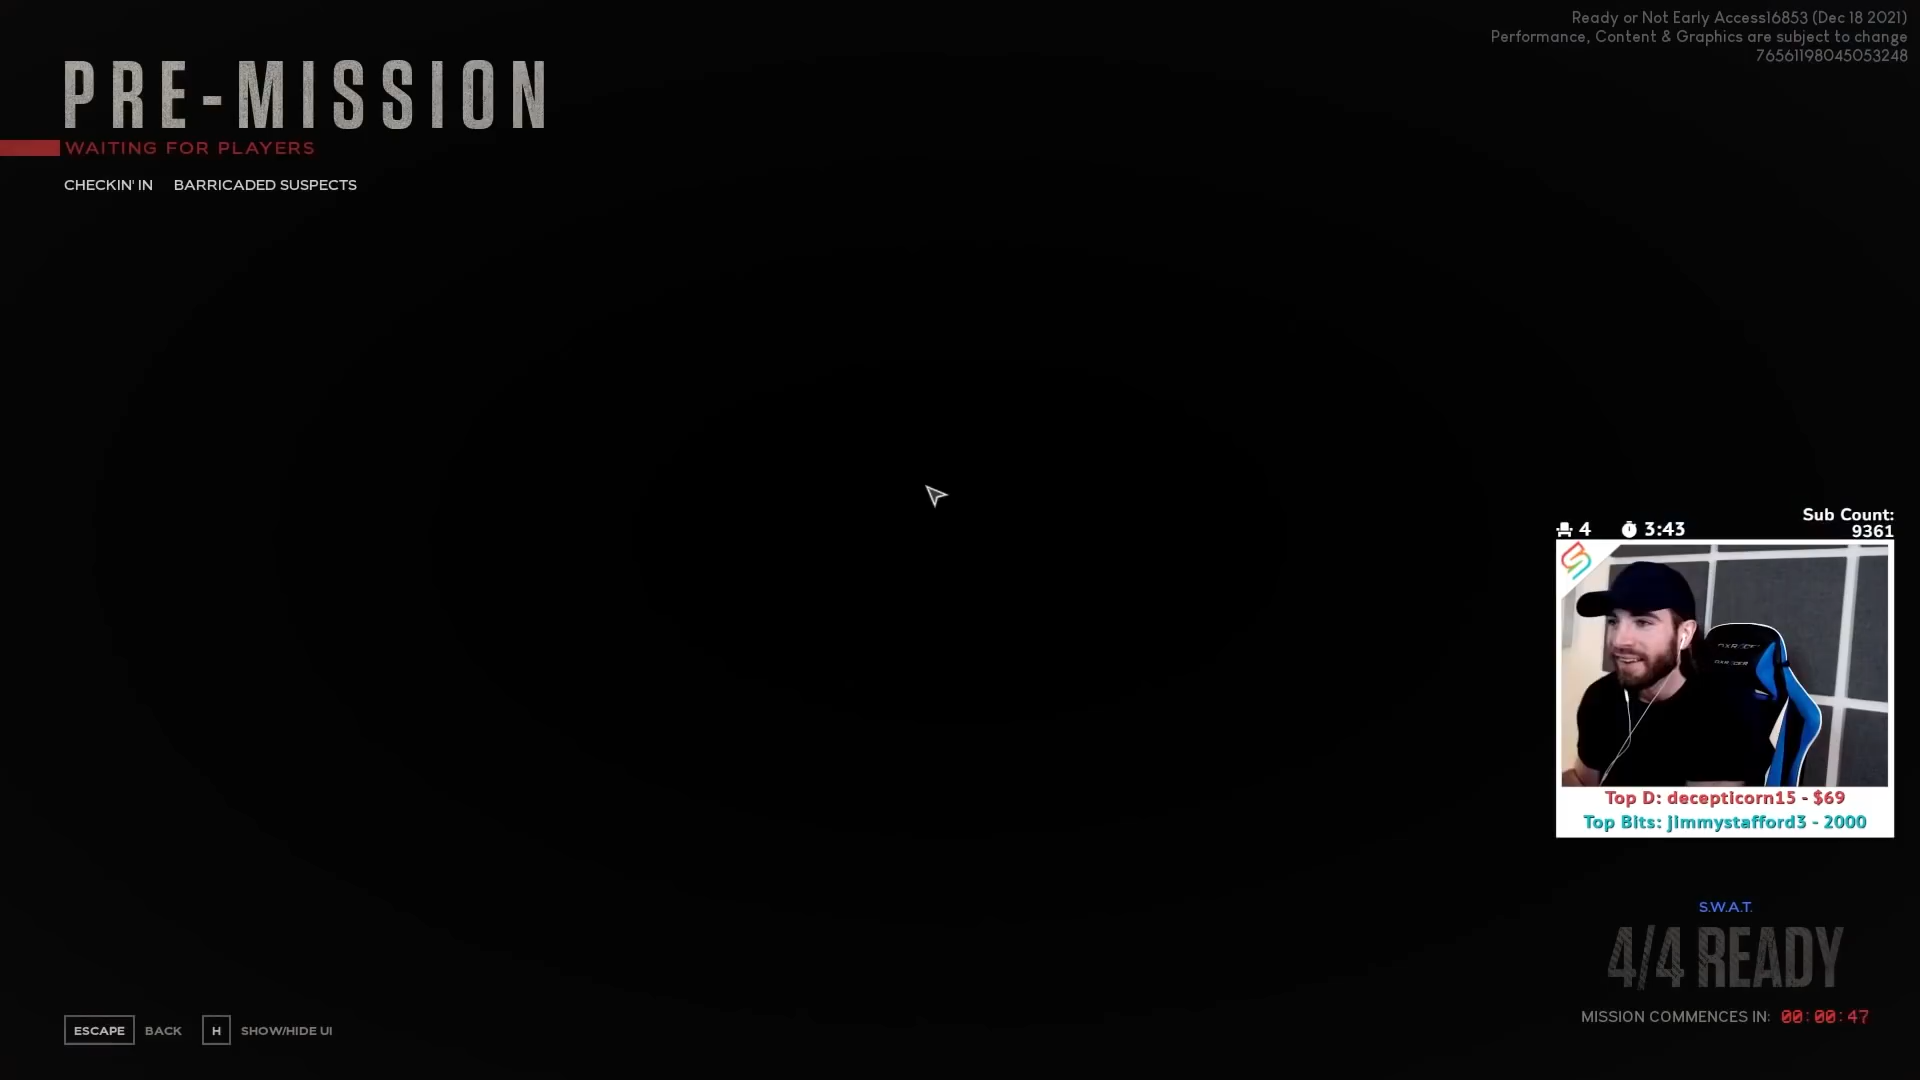 Ready or Not Early Access16853 (Dec 18 2021)
Performance, Content & Graphics are subject to change
76561198045053248
PRE-MISSION
WAITING FOR PLAYERS
CHECKIN' IN BARRICADED SUSPECTS
Sub Count:
4 3:43 9361
DXRACER
DXRACER
Top D: decepticorn15 - $69
Top Bits: jimmystafford3 - 2000
S.W.A.T.
4/4 READY
MISSION COMMENCES IN: 00:00:47
ESCAPE BACK H SHOW/HIDE UI